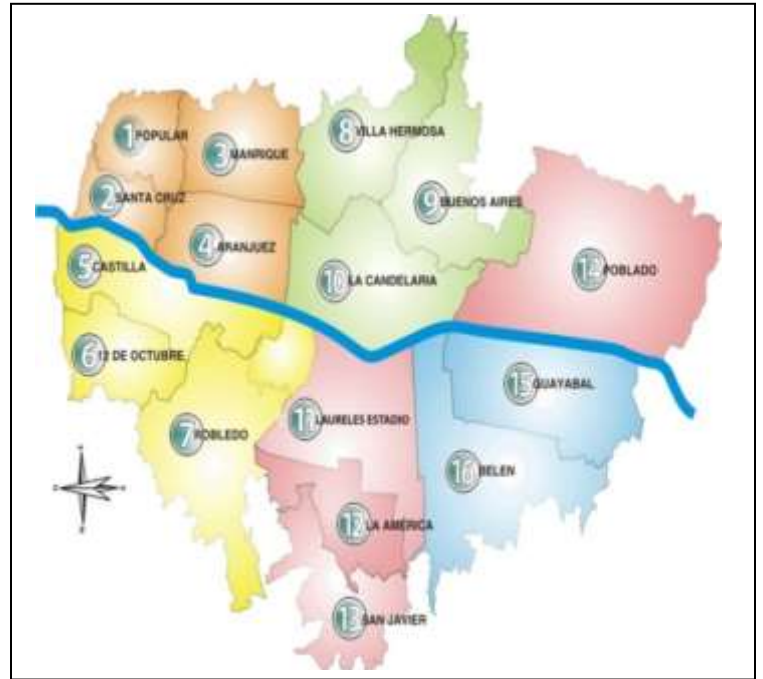 1 POPULAR
3 MANRIQUE
8 VILLA HERMOSA
2 SANTA CRUZ
9 BUENOS AIRES
4 ARANJUEZ
5 CASTILLA
10 LA CANDELARIA
14 POBLADO
6 12 DE OCTUBRE
15 GUAYABAL
11 LAURELES ESTADIO
7 ROBLEDO
16 BELEN
12 LA AMÉRICA
13 SAN JAVIER